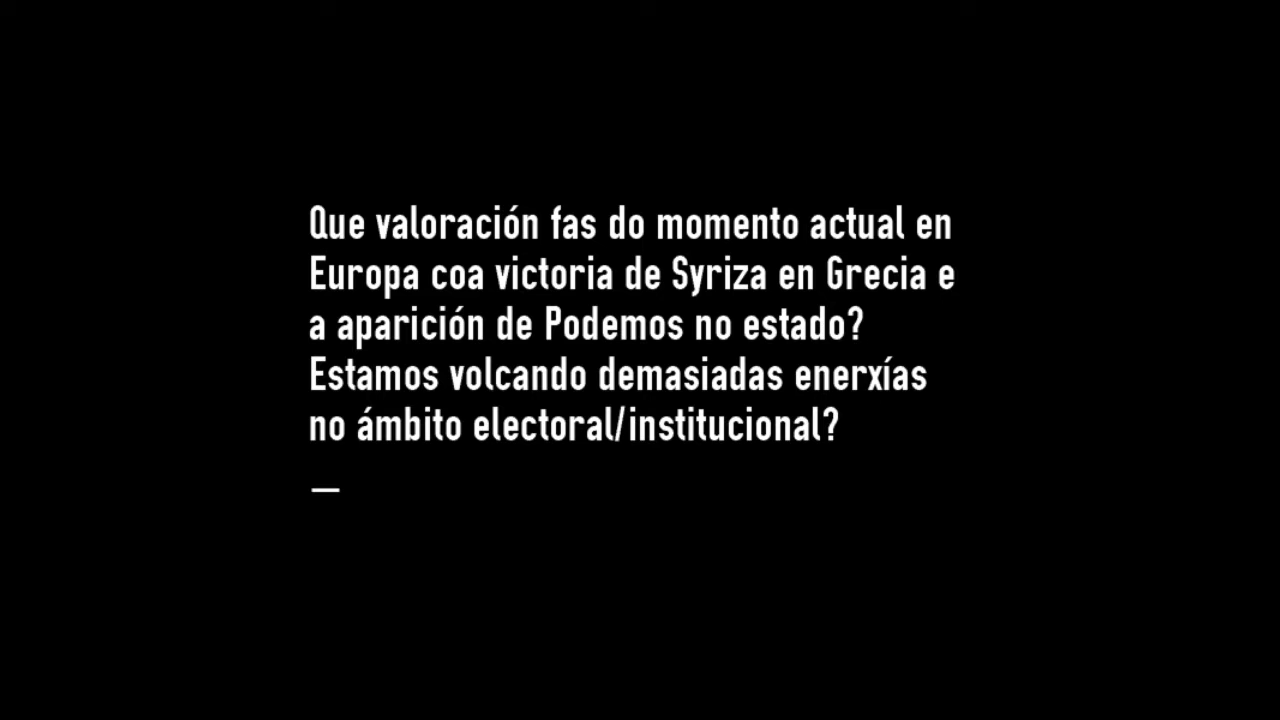 Que valoración fas do momento actual en
Europa coa victoria de Syriza en Grecia e
a aparición de Podemos no estado?
Estamos volcando demasiadas enerxías
no ámbito electoral/institucional?
_